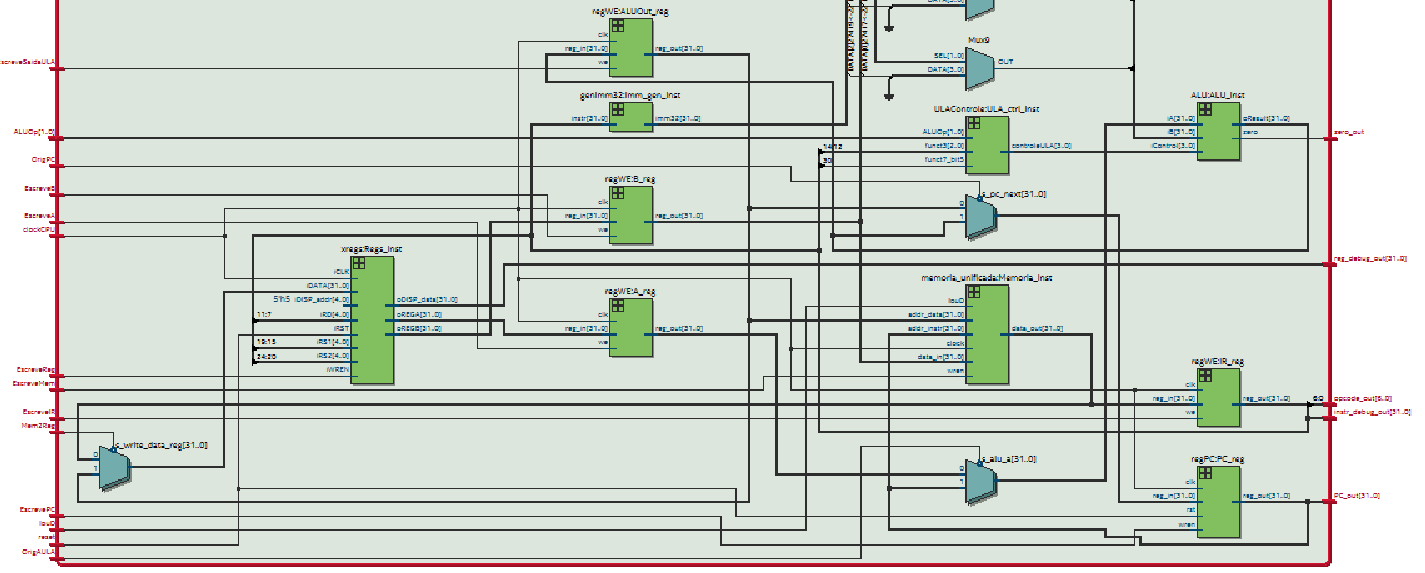 regWE:ALUOut_reg
clk
reg_in[31..0]
reg_out[31..0]
we
Mux9
SEL[1..0]
DATA[3..0]
OUT
EscreveSaidaULA
genImm32:imm_gen_inst
instr[31..0]
imm32[31..0]
ULAControle:ULA_ctrl_inst
ALUOp[1..0]
funct3[2..0]
funct7_bit5
controleULA[3..0]
14:12
30
ALU:ALU_inst
iA[31..0]
iB[31..0]
iControl[3..0]
oResult[31..0]
zero
zero_out
ALUOp[1..0]
OrigPC
EscreveB
EscreveA
clockCPU
regWE:B_reg
clk
reg_in[31..0]
reg_out[31..0]
we
s_pc_next[31..0]
0
1
xregs:Regs_inst
iCLK
iDATA[31..0]
5'h5
iDISP_addr[4..0]
11:7
iRD[4..0]
iRST
19:15
iRS1[4..0]
24:20
iRS2[4..0]
iWREN
oDISP_data[31..0]
oREGA[31..0]
oREGB[31..0]
reg_debug_out[31..0]
regWE:A_reg
clk
reg_in[31..0]
reg_out[31..0]
we
memoria_unificada:Memoria_inst
IouD
addr_data[31..0]
addr_instr[31..0]
clock
data_in[31..0]
wren
data_out[31..0]
EscreveReg
EscreveMem
EscreveIR
Mem2Reg
regWE:IR_reg
clk
reg_in[31..0]
reg_out[31..0]
we
6:0
opcode_out[6..0]
instr_debug_out[31..0]
s_write_data_reg[31..0]
0
1
s_alu_a[31..0]
0
1
regPC:PC_reg
clk
reg_in[31..0]
reg_out[31..0]
rst
wren
PC_out[31..0]
EscrevePC
IouD
reset
OrigAULA